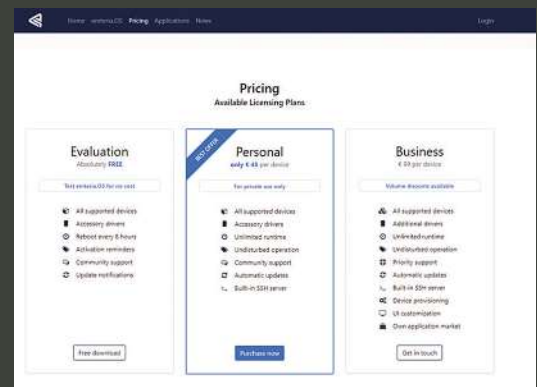 Home emteria.OS Pricing Applications News Login
Pricing
Available Licensing Plans
Evaluation
Absolutely FREE
Test emteria.OS for no cost
All supported devices
Accessory drivers
Reboot every 8 hours
Activation reminders
Community support
Update notifications
Free download
BEST OFFER
Personal
per device
For private use only
All supported devices
Accessory drivers
Unlimited runtime
Undisturbed operation
Community support
Automatic updates
Built-in SSH server
Purchase now
Business
per device
Volume discounts available
All supported devices
Additional drivers
Unlimited runtime
Undisturbed operation
Priority support
Automatic updates
Built-in SSH server
Device provisioning
UI customization
Own application market
Get in touch